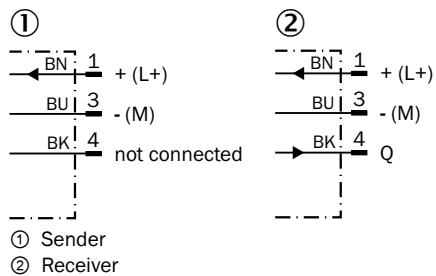 ① ②
BN 1 + (L+) BN 1 + (L+)
BU 3 - (M) BU 3 - (M)
BK 4 not connected BK 4 Q
① Sender
② Receiver